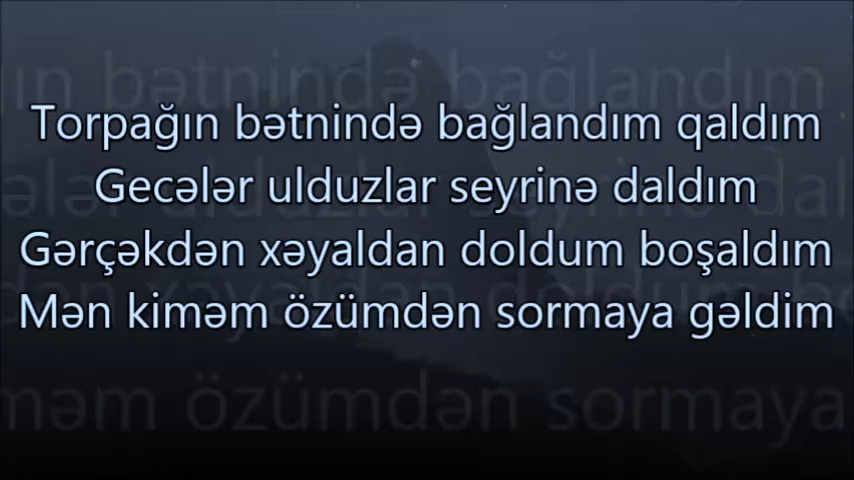 Torpağın bətnində bağlandım qaldım
Gecələr ulduzlar seyrinə daldım
Gərçəkdən xəyaldan doldum boşaldım
Mən kiməm özümdən sormaya gəldim